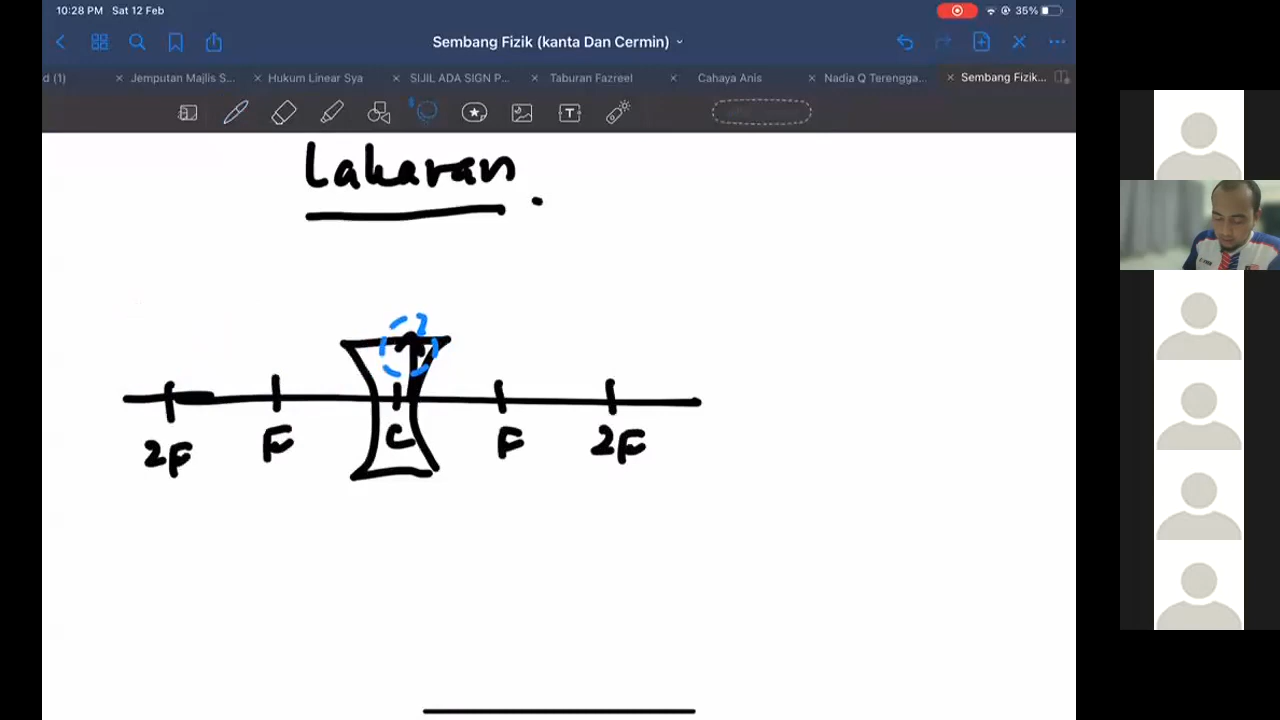 10:28 PM Sat 12 Feb
35%
Sembang Fizik (kanta Dan Cermin)
d (1)
Jemputan Majlis S...
Hukum Linear Sya
SIJIL ADA SIGN P...
Taburan Fazreel
Cahaya Anis
Nadia Q Terengga...
Sembang Fizik...
T
Lakaran
2F F C F 2F